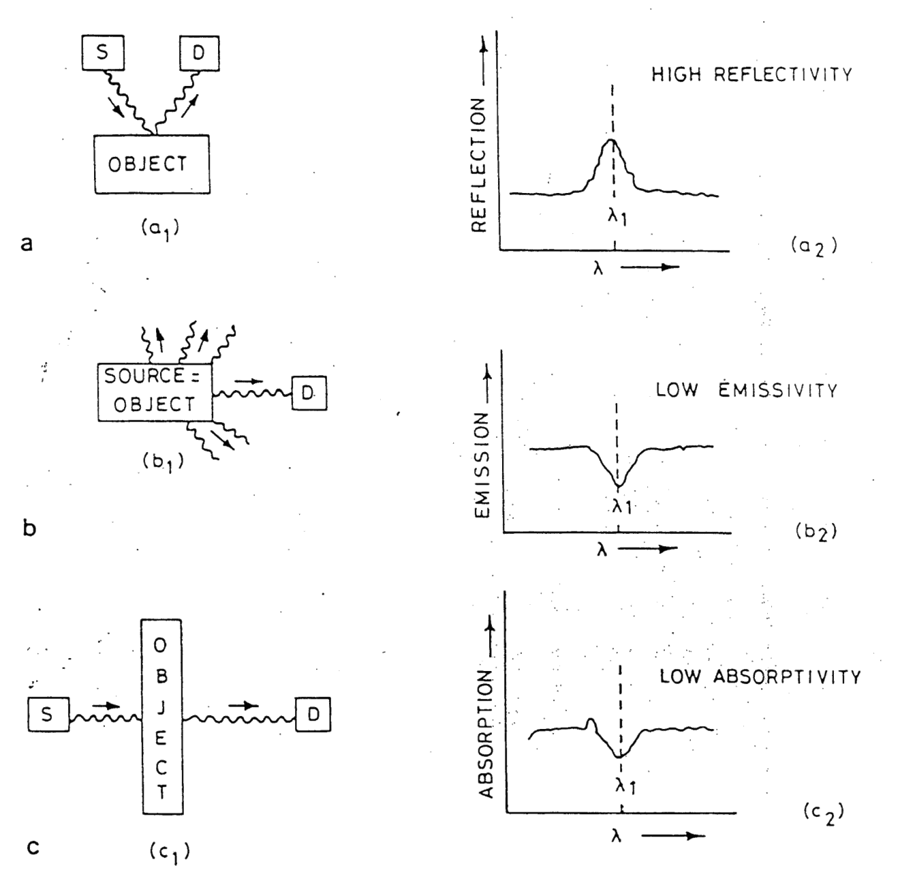 S
D
OBJECT
(a₁)
a
REFLECTION
HIGH REFLECTIVITY
λ₁
λ
(a₂)
SOURCE =
OBJECT
D
(b₁)
b
EMISSION
LOW EMISSIVITY
λ₁
λ
(b₂)
S
O
B
J
E
C
T
D
(c₁)
c
ABSORPTION
LOW ABSORPTIVITY
λ₁
λ
(c₂)